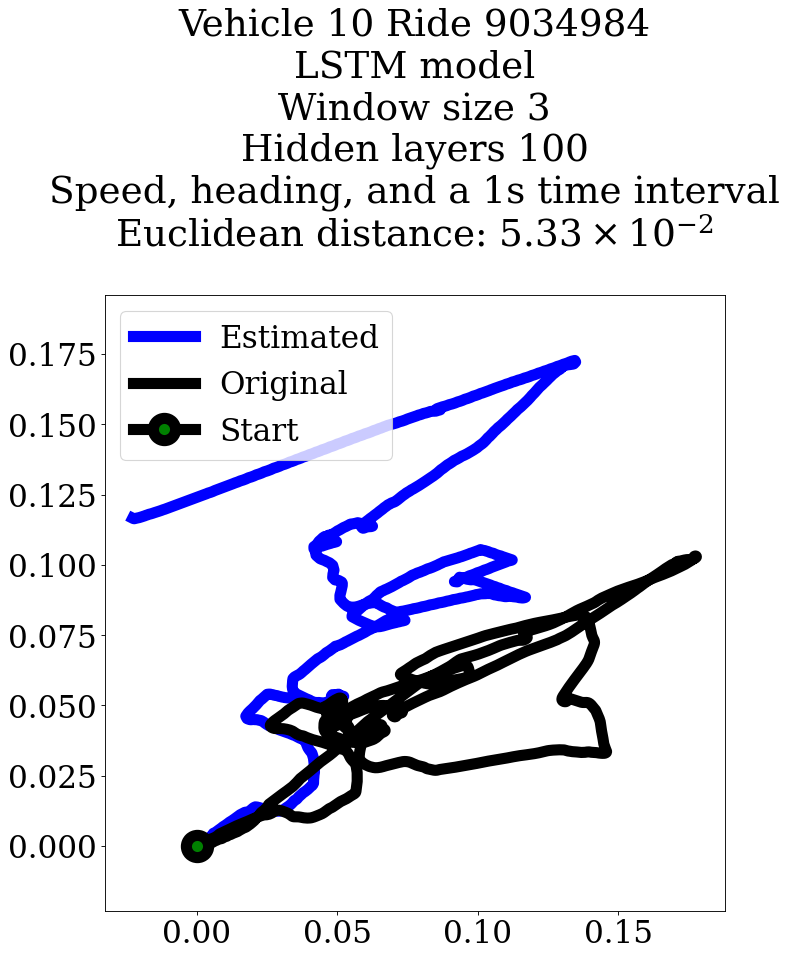 Vehicle 10 Ride 9034984
LSTM model
Window size 3
Hidden layers 100
Speed, heading, and a 1s time interval
Euclidean distance: 5.33 × 10⁻²
Estimated
Original
Start
0.175
0.150
0.125
0.100
0.075
0.050
0.025
0.000
0.00 0.05 0.10 0.15